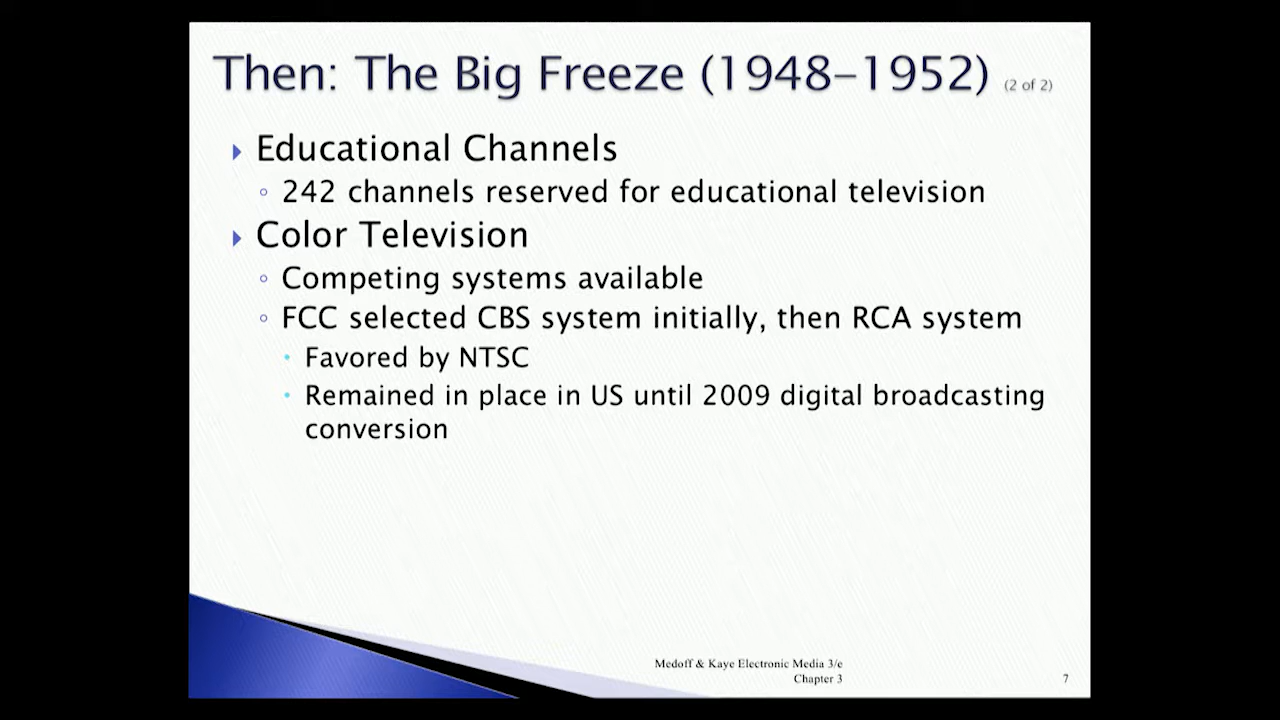 Then: The Big Freeze (1948–1952) (2 of 2)
Educational Channels
242 channels reserved for educational television
Color Television
Competing systems available
FCC selected CBS system initially, then RCA system
Favored by NTSC
Remained in place in US until 2009 digital broadcasting
conversion
Medoff & Kaye Electronic Media 3/e
Chapter 3
7